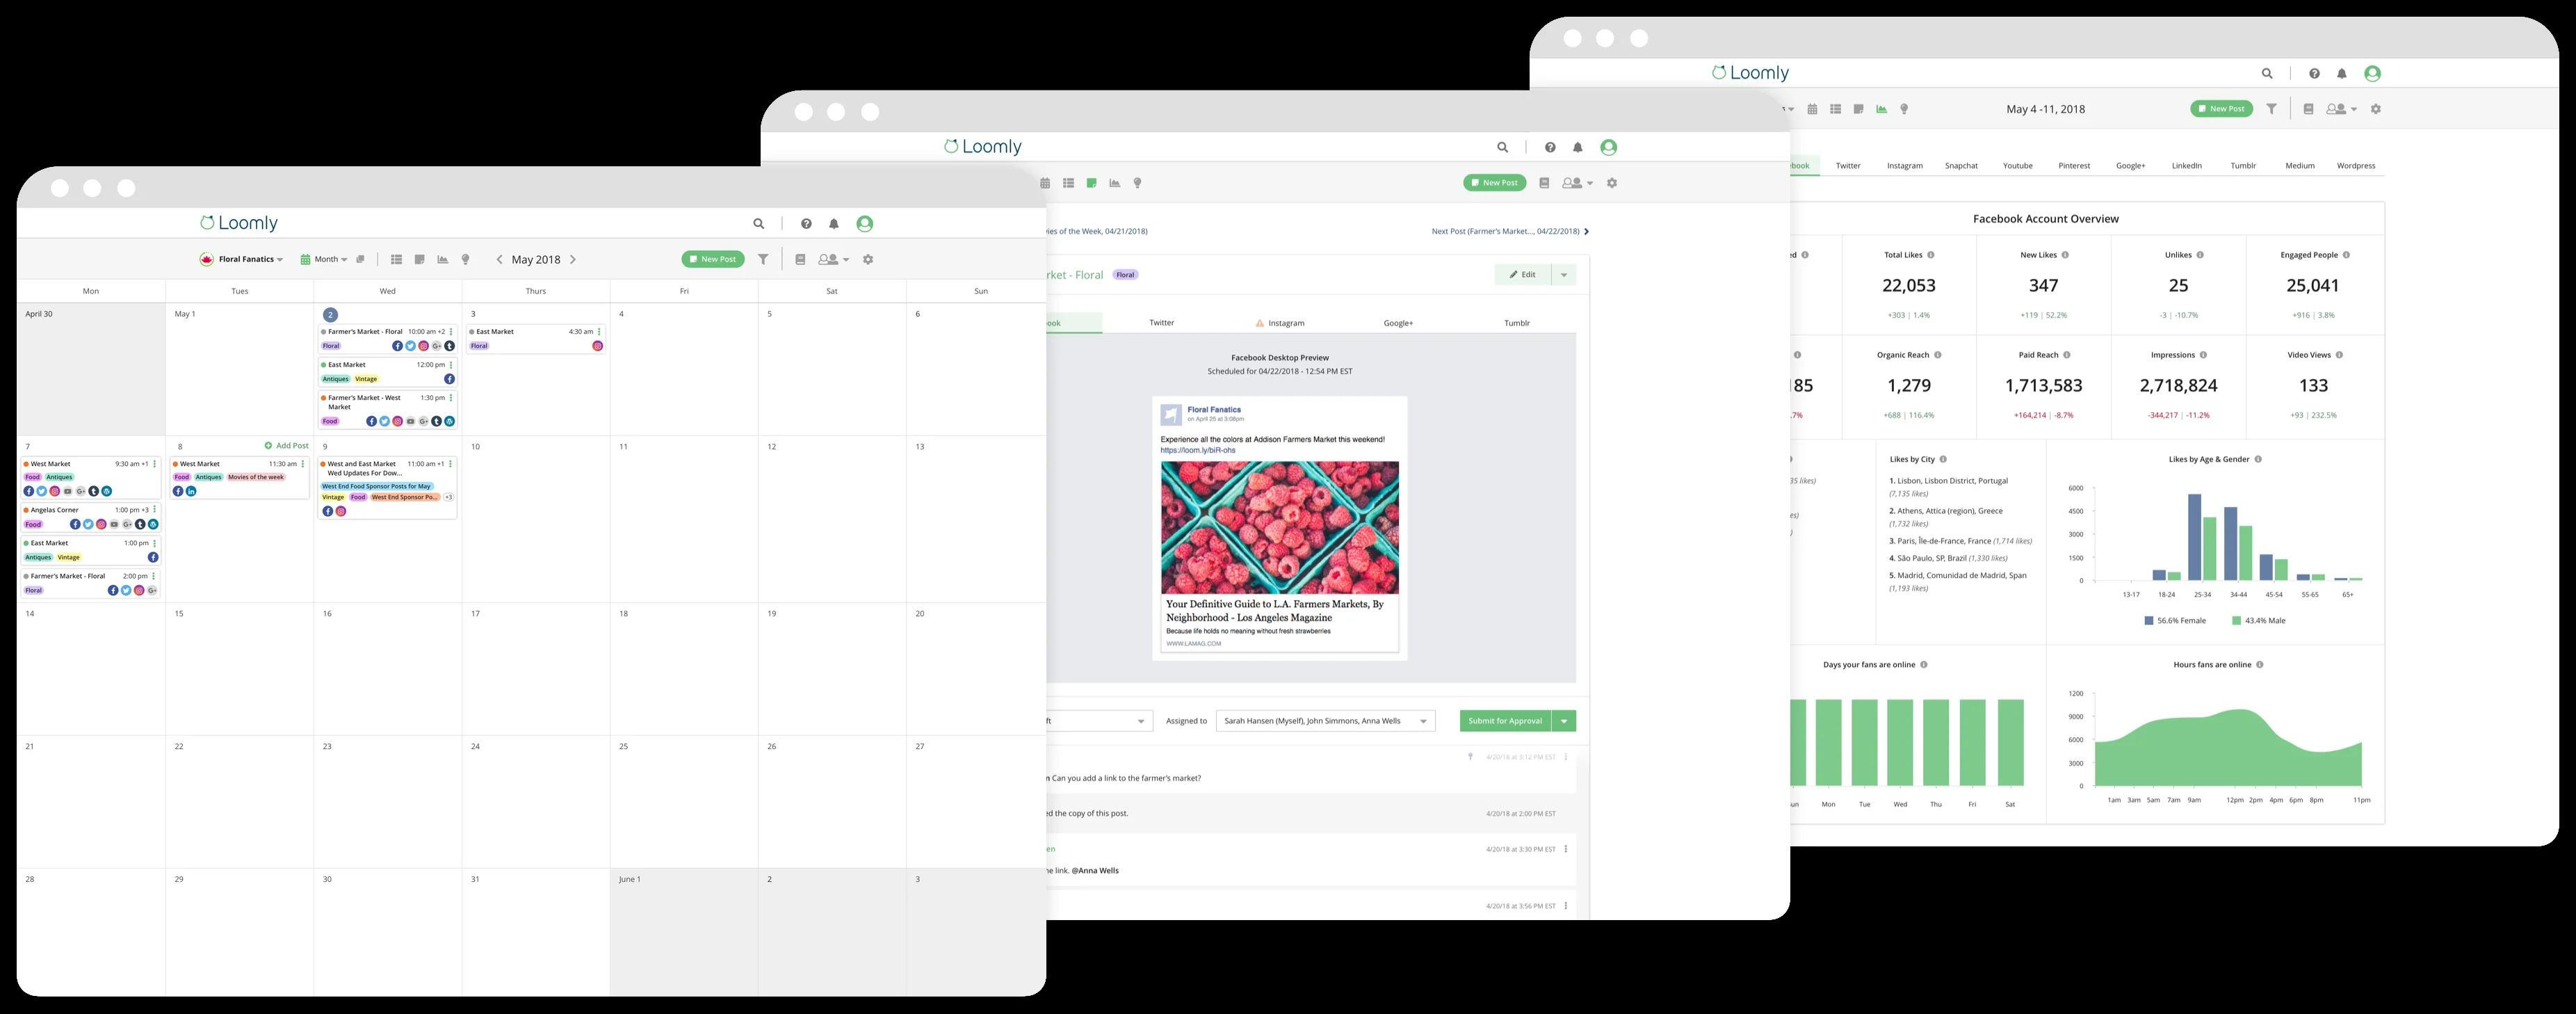 Loomly
Floral Fanatics
Month
May 2018
New Post
Mon Tues Wed Thurs Fri Sat Sun
April 30
May 1
2
Farmer's Market - Floral 10:00 am +2
Floral
East Market 12:00 pm
Antiques Vintage
Farmer's Market - West 1:30 pm
Market
Food
3
East Market 4:30 am
Floral
4
5
6
7
West Market 9:30 am +1
Food Antiques
Angelas Corner 1:00 pm +3
Food
East Market 1:00 pm
Antiques Vintage
Farmer's Market - Floral 2:00 pm
Floral
8 Add Post
West Market 11:30 am
Food Antiques Movies of the week
9
West and East Market 11:00 am +1
Wed Updates For Dow...
West End Food Sponsor Posts for May
Vintage Food West End Sponsor Po... +3
10
11
12
13
14 15 16 17 18 19 20
21 22 23 24 25 26 27
28 29 30 31 June 1 2 3
Loomly
New Post
ies of the Week, 04/21/2018)
Next Post (Farmer's Market..., 04/22/2018)
rket - Floral Floral
Edit
ook Twitter Instagram Google+ Tumblr
Facebook Desktop Preview
Scheduled for 04/22/2018 - 12:54 PM EST
Floral Fanatics
on April 25 at 3:08pm
Experience all the colors at Addison Farmers Market this weekend!
https://loom.ly/biR-ohs
Your Definitive Guide to L.A. Farmers Markets, By
Neighborhood - Los Angeles Magazine
Because life holds no meaning without fresh strawberries
WWW.LAMAG.COM
ft
Assigned to
Sarah Hansen (Myself), John Simmons, Anna Wells
Submit for Approval
4/20/18 at 3:12 PM EST
n Can you add a link to the farmer's market?
ed the copy of this post. 4/20/18 at 2:00 PM EST
en 4/20/18 at 3:30 PM EST
ne link. @Anna Wells
4/20/18 at 3:56 PM EST
Loomly
May 4 -11, 2018
New Post
book Twitter Instagram Snapchat Youtube Pinterest Google+ LinkedIn Tumblr Medium Wordpress
Facebook Account Overview
ed Total Likes New Likes Unlikes Engaged People
22,053 347 25 25,041
+303 | 1.4% +119 | 52.2% -3 | -10.7% +916 | 3.8%
Organic Reach Paid Reach Impressions Video Views
185 1,279 1,713,583 2,718,824 133
.7% +688 | 116.4% +164,214 | -8.7% -344,217 | -11.2% +93 | 232.5%
35 likes)
es)
)
Likes by City
1. Lisbon, Lisbon District, Portugal
(7,135 likes)
2. Athens, Attica (region), Greece
(1,732 likes)
3. Paris, Île-de-France, France (1,714 likes)
4. São Paulo, SP, Brazil (1,330 likes)
5. Madrid, Comunidad de Madrid, Span
(1,193 likes)
Likes by Age & Gender
6000
4500
3000
1500
0
13-17 18-24 25-34 34-44 45-54 55-65 65+
56.6% Female 43.4% Male
Days your fans are online
un Mon Tue Wed Thu Fri Sat
Hours fans are online
1200
9000
6000
3000
0
1am 3am 5am 7am 9am 12pm 2pm 4pm 6pm 8pm 11pm